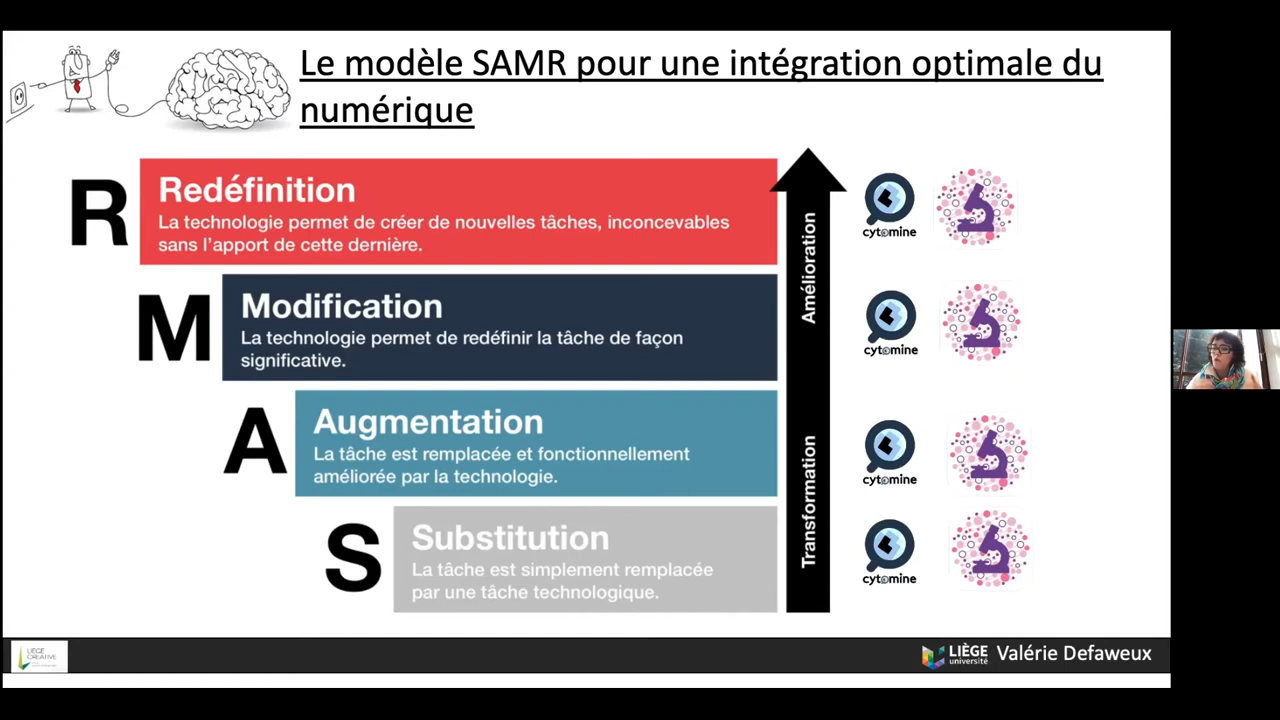 Le modèle SAMR pour une intégration optimale du
numérique
R
Redéfinition
La technologie permet de créer de nouvelles tâches, inconcevables
sans l'apport de cette dernière.
M
Modification
La technologie permet de redéfinir la tâche de façon
significative.
A
Augmentation
La tâche est remplacée et fonctionnellement
améliorée par la technologie.
S
Substitution
La tâche est simplement remplacée
par une tâche technologique.
Amélioration
Transformation
cytomine
cytomine
cytomine
cytomine
LIÈGE
CREATIVE
LIÈGE
université
Valérie Defaweux